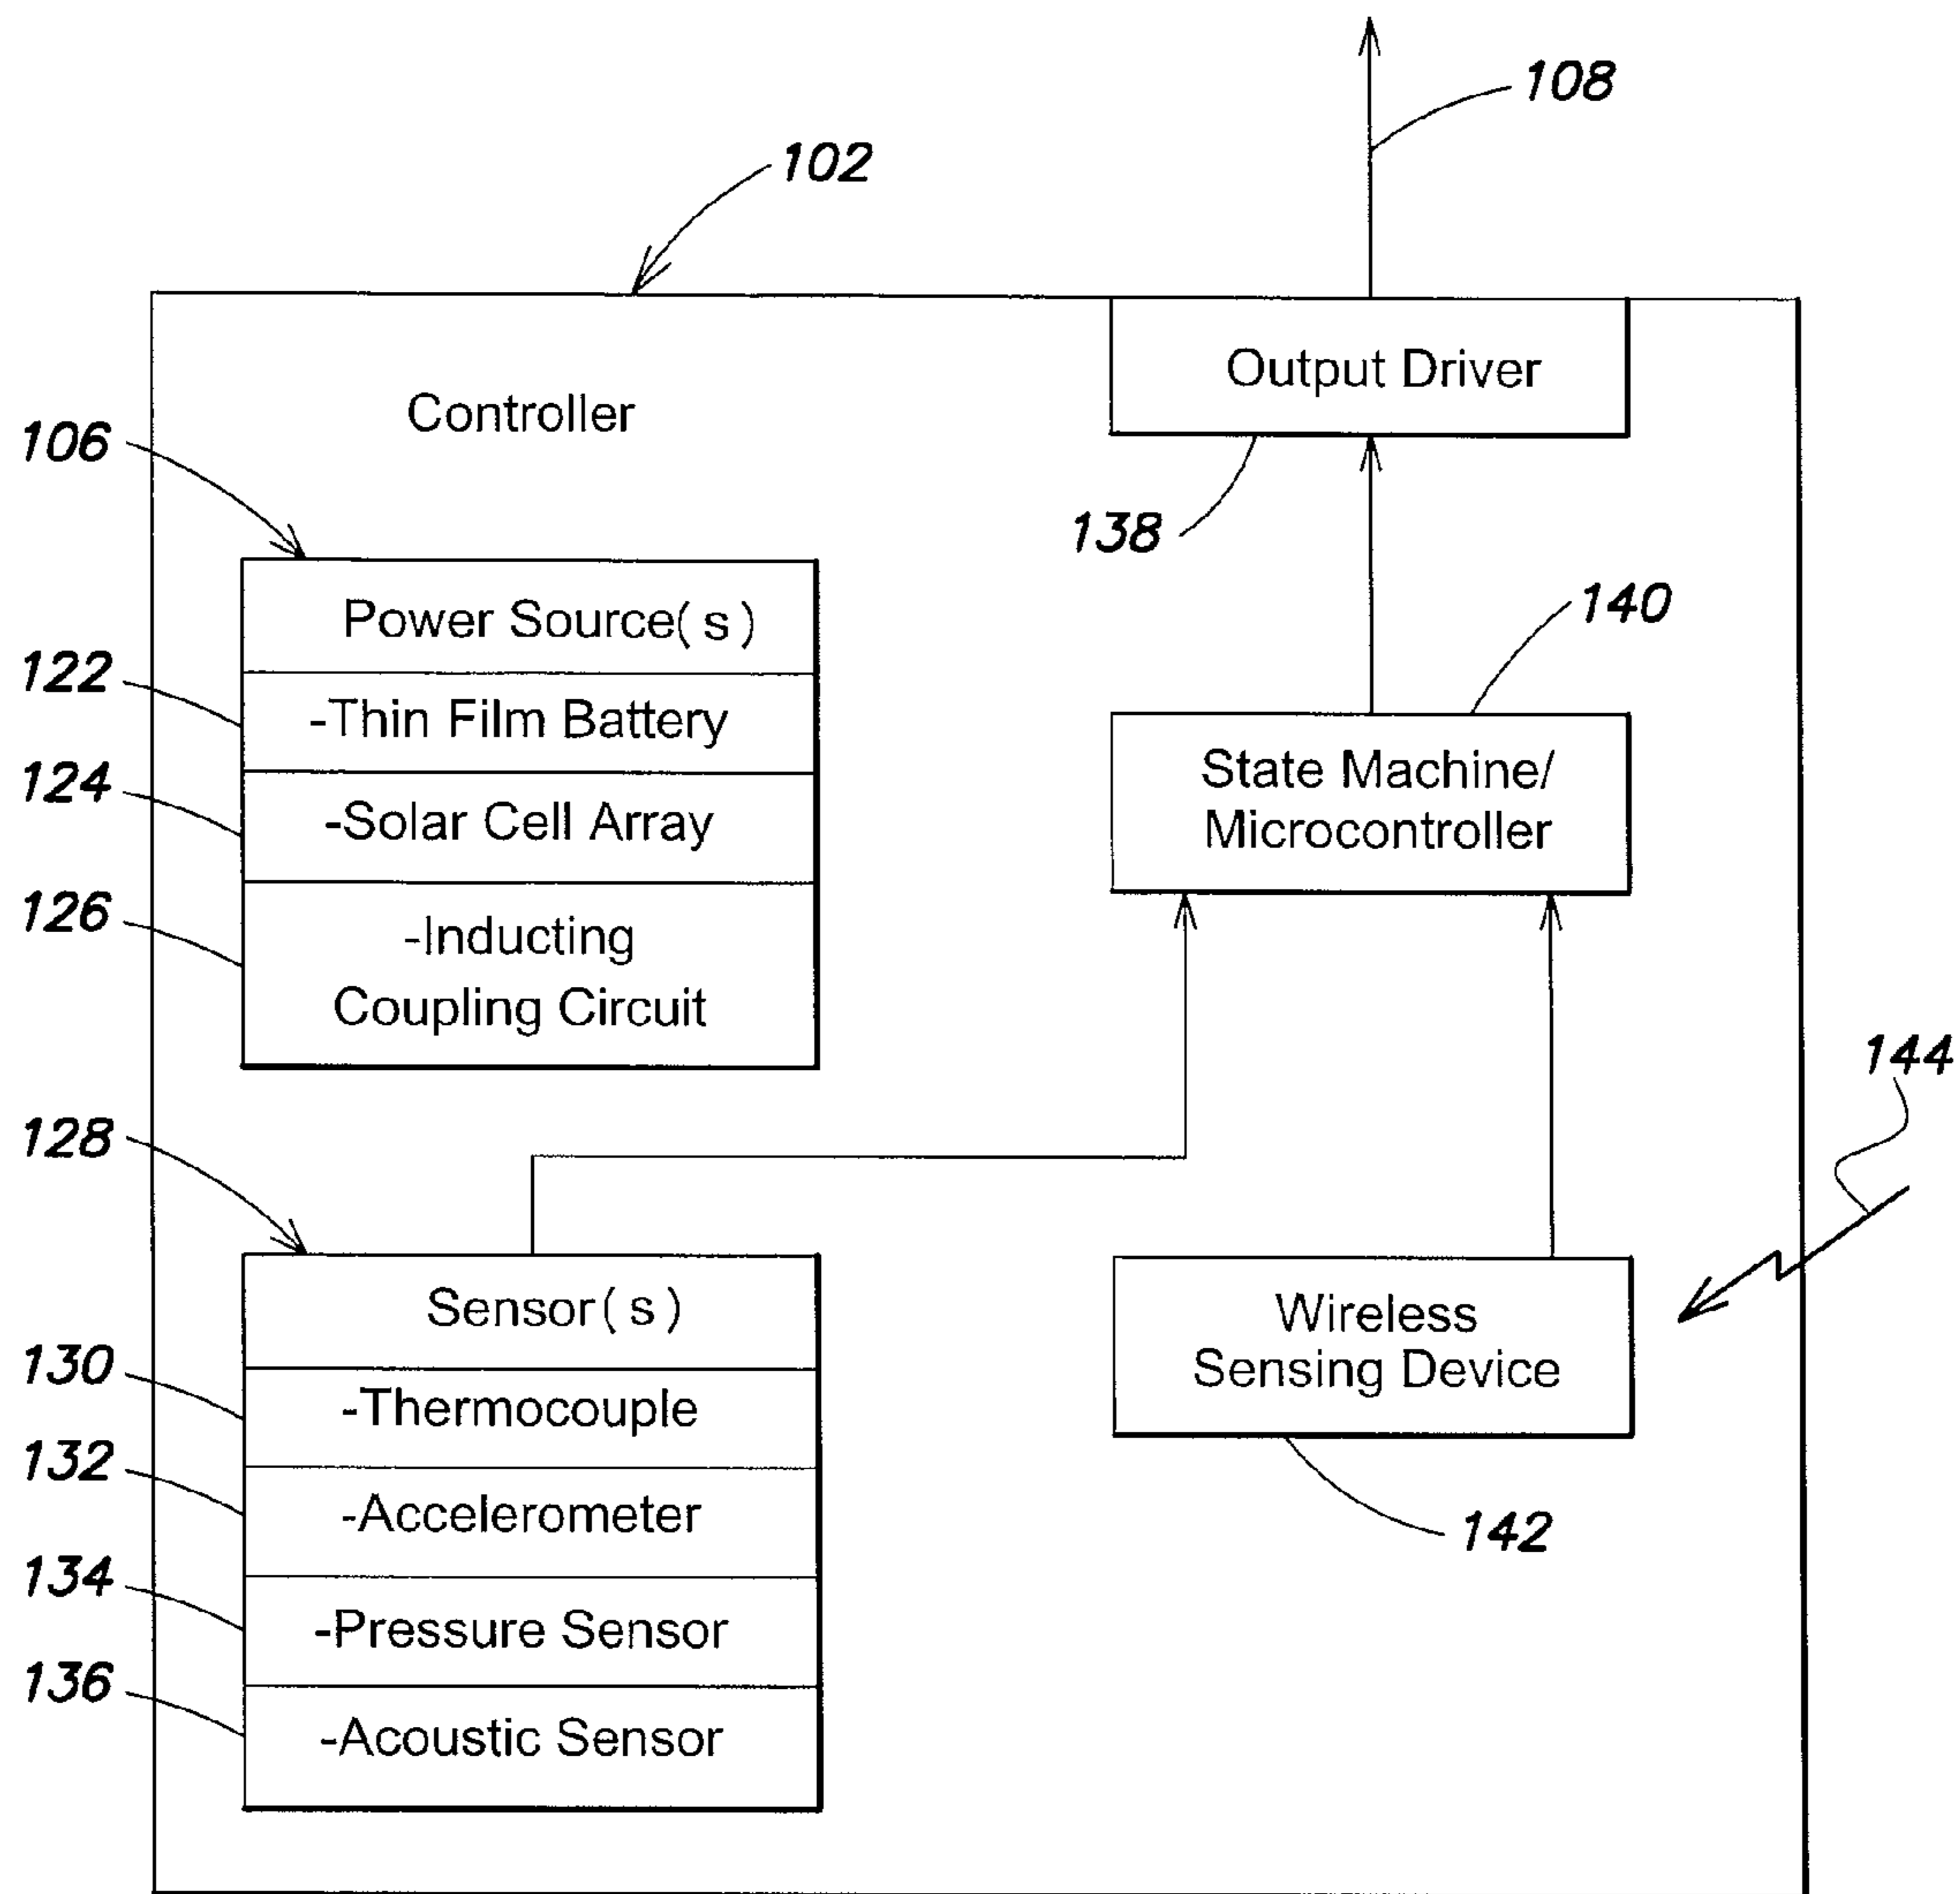 108
102
Output Driver
Controller
106
138
Power Source(s)
140
122
-Thin Film Battery
State Machine/
Microcontroller
124
-Solar Cell Array
126
-Inducting
Coupling Circuit
144
128
Sensor(s)
Wireless
Sensing Device
130
-Thermocouple
132
-Accelerometer
142
134
-Pressure Sensor
136
-Acoustic Sensor